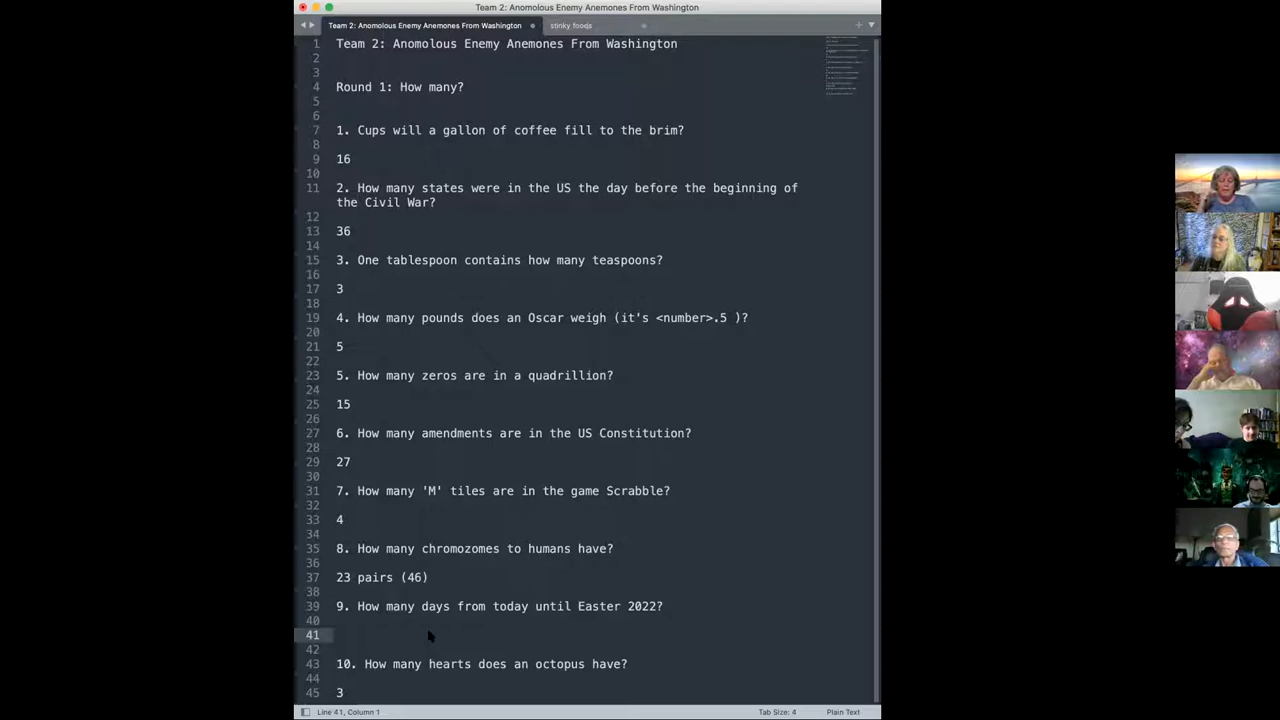 Team 2: Anomolous Enemy Anemones From Washington
Team 2: Anomolous Enemy Anemones From Washington
stinky foods
1 Team 2: Anomolous Enemy Anemones From Washington
2
3
4 Round 1: How many?
5
6
7 1. Cups will a gallon of coffee fill to the brim?
8
9 16
10
11 2. How many states were in the US the day before the beginning of
the Civil War?
12
13 36
14
15 3. One tablespoon contains how many teaspoons?
16
17 3
18
19 4. How many pounds does an Oscar weigh (it's <number>.5 )?
20
21 5
22
23 5. How many zeros are in a quadrillion?
24
25 15
26
27 6. How many amendments are in the US Constitution?
28
29 27
30
31 7. How many 'M' tiles are in the game Scrabble?
32
33 4
34
35 8. How many chromozomes to humans have?
36
37 23 pairs (46)
38
39 9. How many days from today until Easter 2022?
40
41
42
43 10. How many hearts does an octopus have?
44
45 3
Line 41, Column 1
Tab Size: 4
Plain Text